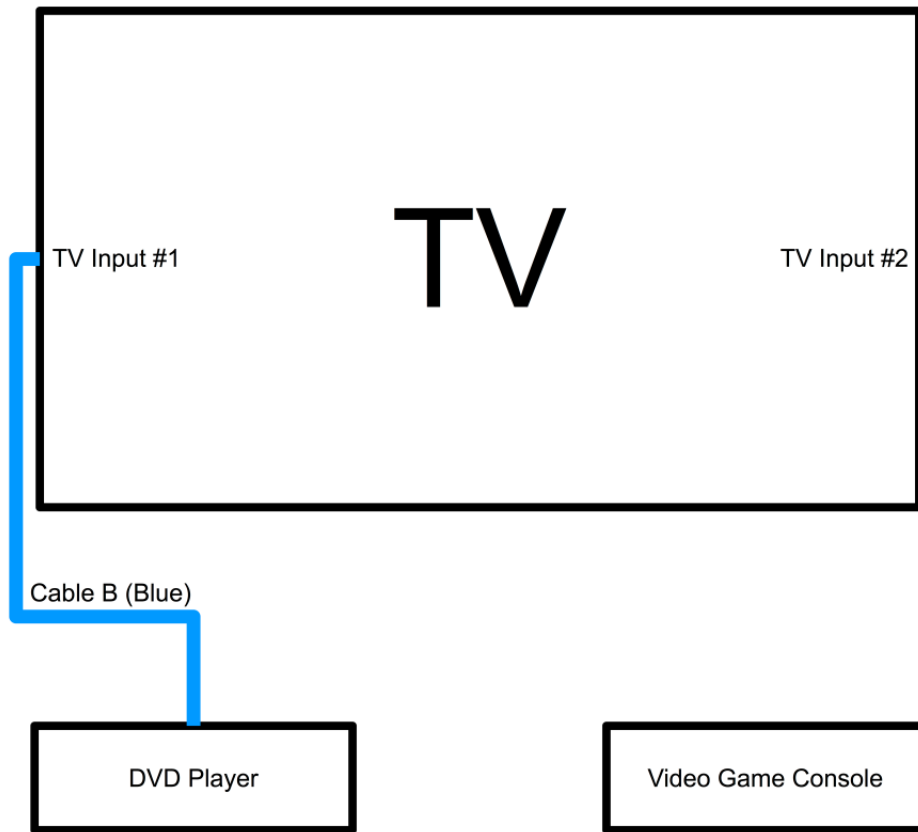 TV
TV Input #1
TV Input #2
Cable B (Blue)
DVD Player
Video Game Console